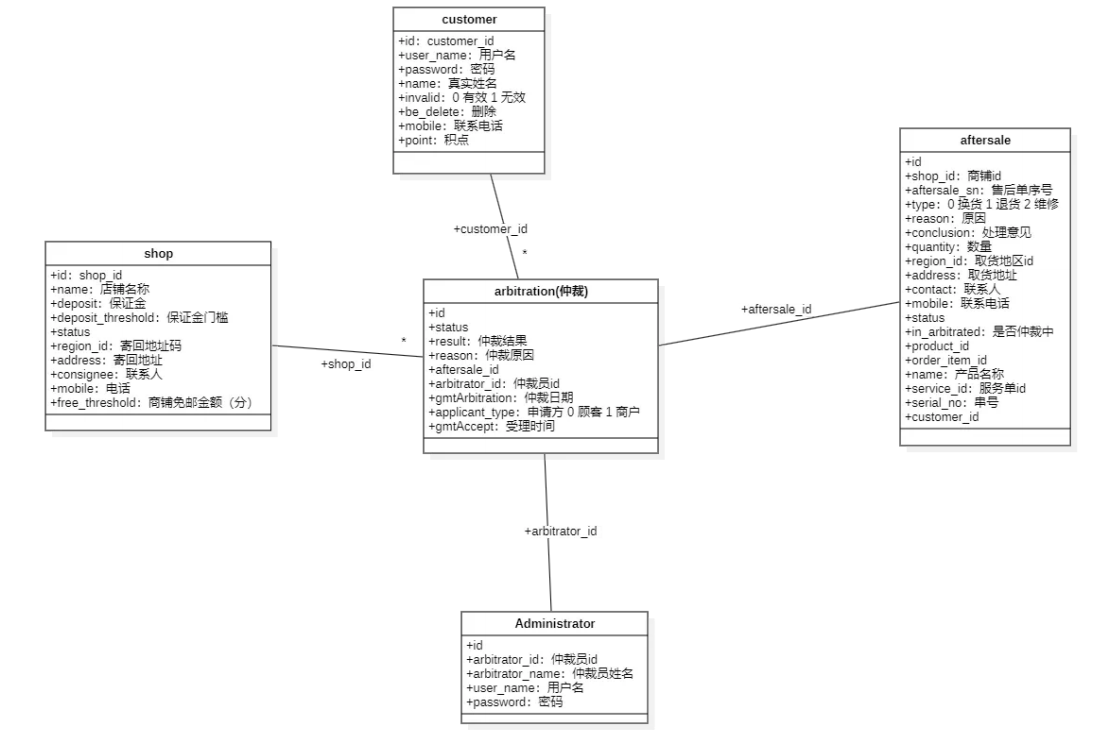 customer
+id：customer_id
+user_name：用户名
+password：密码
+name：真实姓名
+invalid：0 有效 1 无效
+be_delete：删除
+mobile：联系电话
+point：积点
+customer_id
*
shop
+id：shop_id
+name：店铺名称
+deposit：保证金
+deposit_threshold：保证金门槛
+status
+region_id：寄回地址码
+address：寄回地址
+consignee：联系人
+mobile：电话
+free_threshold：商铺免邮金额（分）
*
+shop_id
arbitration(仲裁)
+id
+status
+result：仲裁结果
+reason：仲裁原因
+aftersale_id
+arbitrator_id：仲裁员id
+gmtArbitration：仲裁日期
+applicant_type：申请方 0 顾客 1 商户
+gmtAccept：受理时间
+aftersale_id
aftersale
+id
+shop_id：商铺id
+aftersale_sn：售后单序号
+type：0 换货 1 退货 2 维修
+reason：原因
+conclusion：处理意见
+quantity：数量
+region_id：取货地区id
+address：取货地址
+contact：联系人
+mobile：联系电话
+status
+in_arbitrated：是否仲裁中
+product_id
+order_item_id
+name：产品名称
+service_id：服务单id
+serial_no：串号
+customer_id
+arbitrator_id
Administrator
+id
+arbitrator_id：仲裁员id
+arbitrator_name：仲裁员姓名
+user_name：用户名
+password：密码